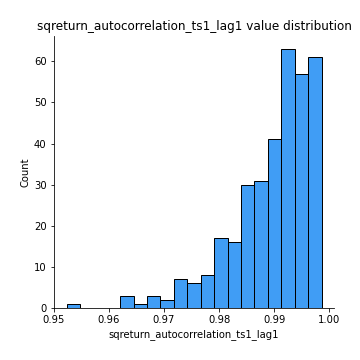 sqreturn_autocorrelation_ts1_lag1 value distribution
60
50
40
30
20
10
0
Count
0.95 0.96 0.97 0.98 0.99 1.00
sqreturn_autocorrelation_ts1_lag1